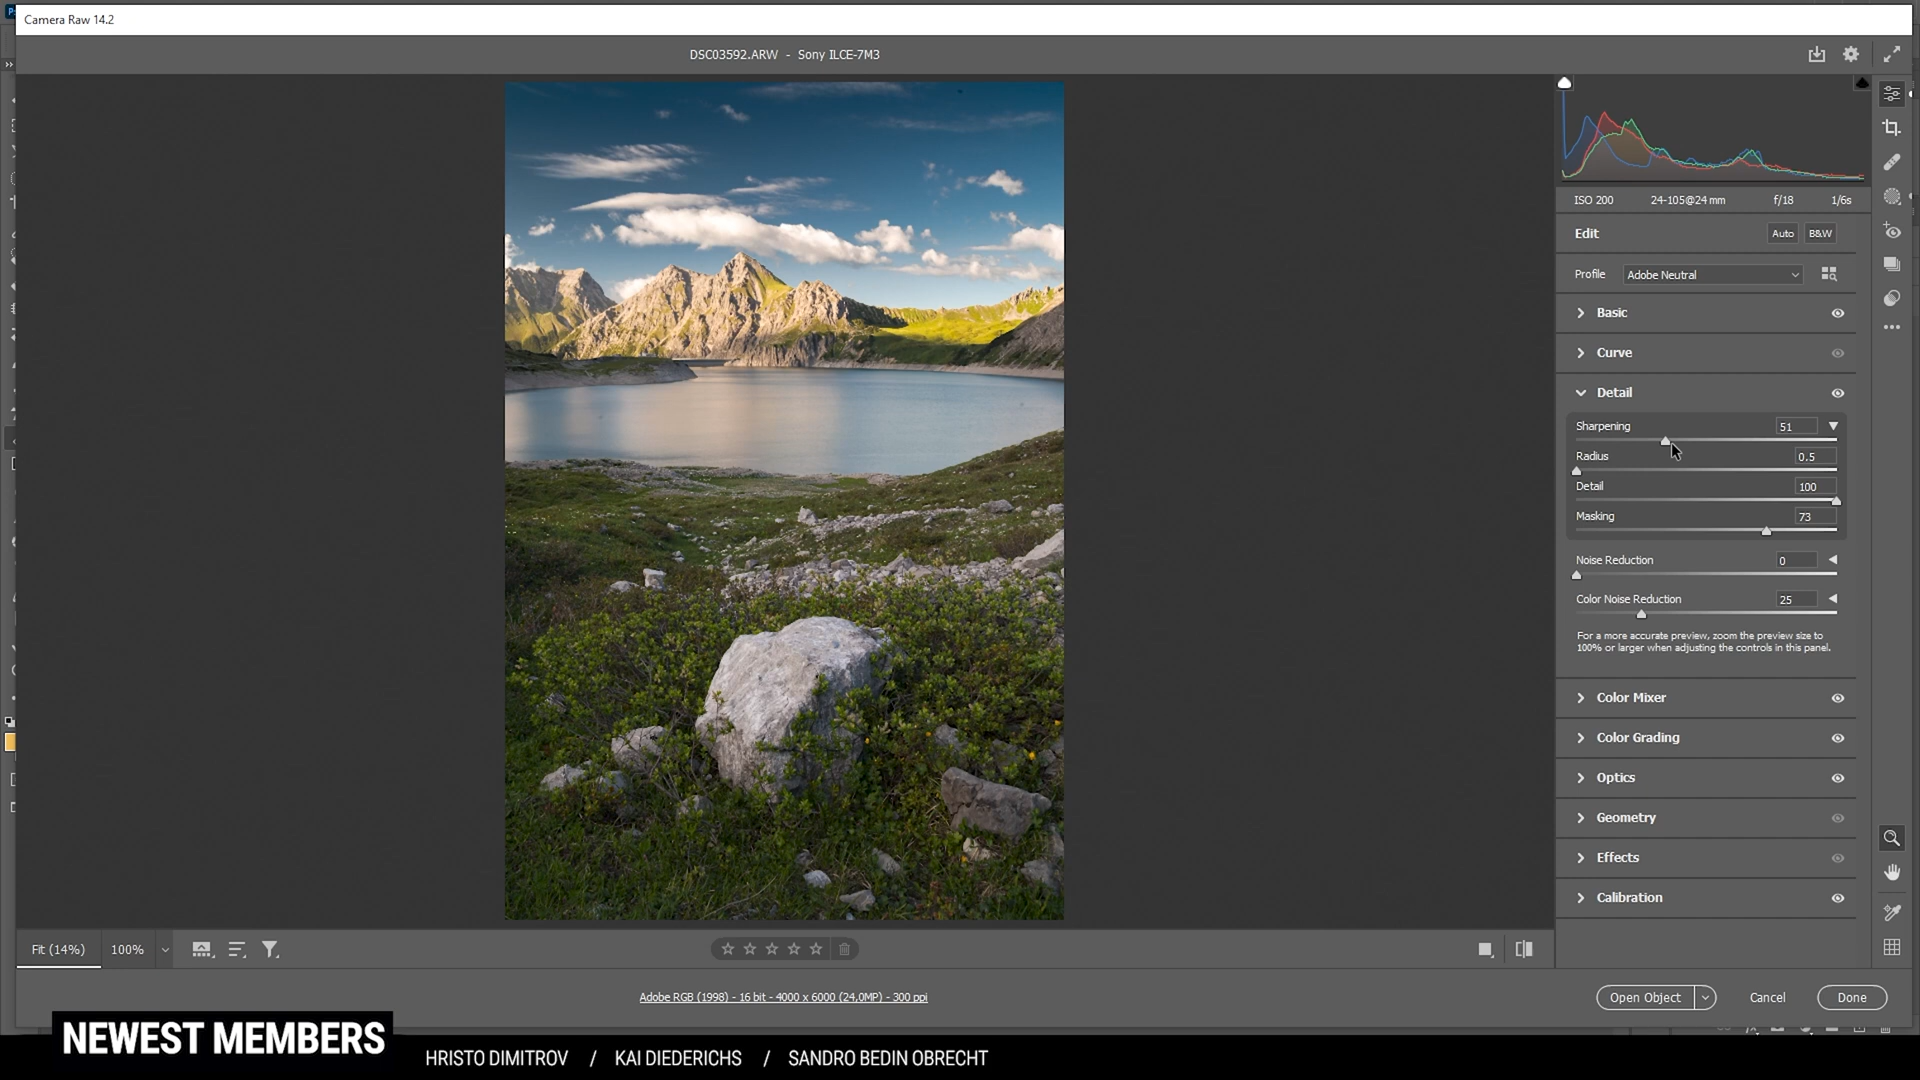 Camera Raw 14.2
DSC03592.ARW - Sony ILCE-7M3
ISO 200 24-105@24 mm f/18 1/6s
Edit Auto B&W
Profile Adobe Neutral
Basic
Curve
Detail
Sharpening 51
Radius 0.5
Detail 100
Masking 73
Noise Reduction 0
Color Noise Reduction 25
For a more accurate preview, zoom the preview size to
100% or larger when adjusting the controls in this panel.
Color Mixer
Color Grading
Optics
Geometry
Effects
Calibration
Fit (14%) 100%
Adobe RGB (1998) - 16 bit - 4000 x 6000 (24,0MP) - 300 ppi
Open Object Cancel Done
NEWEST MEMBERS
HRISTO DIMITROV / KAI DIEDERICHS / SANDRO BEDIN OBRECHT